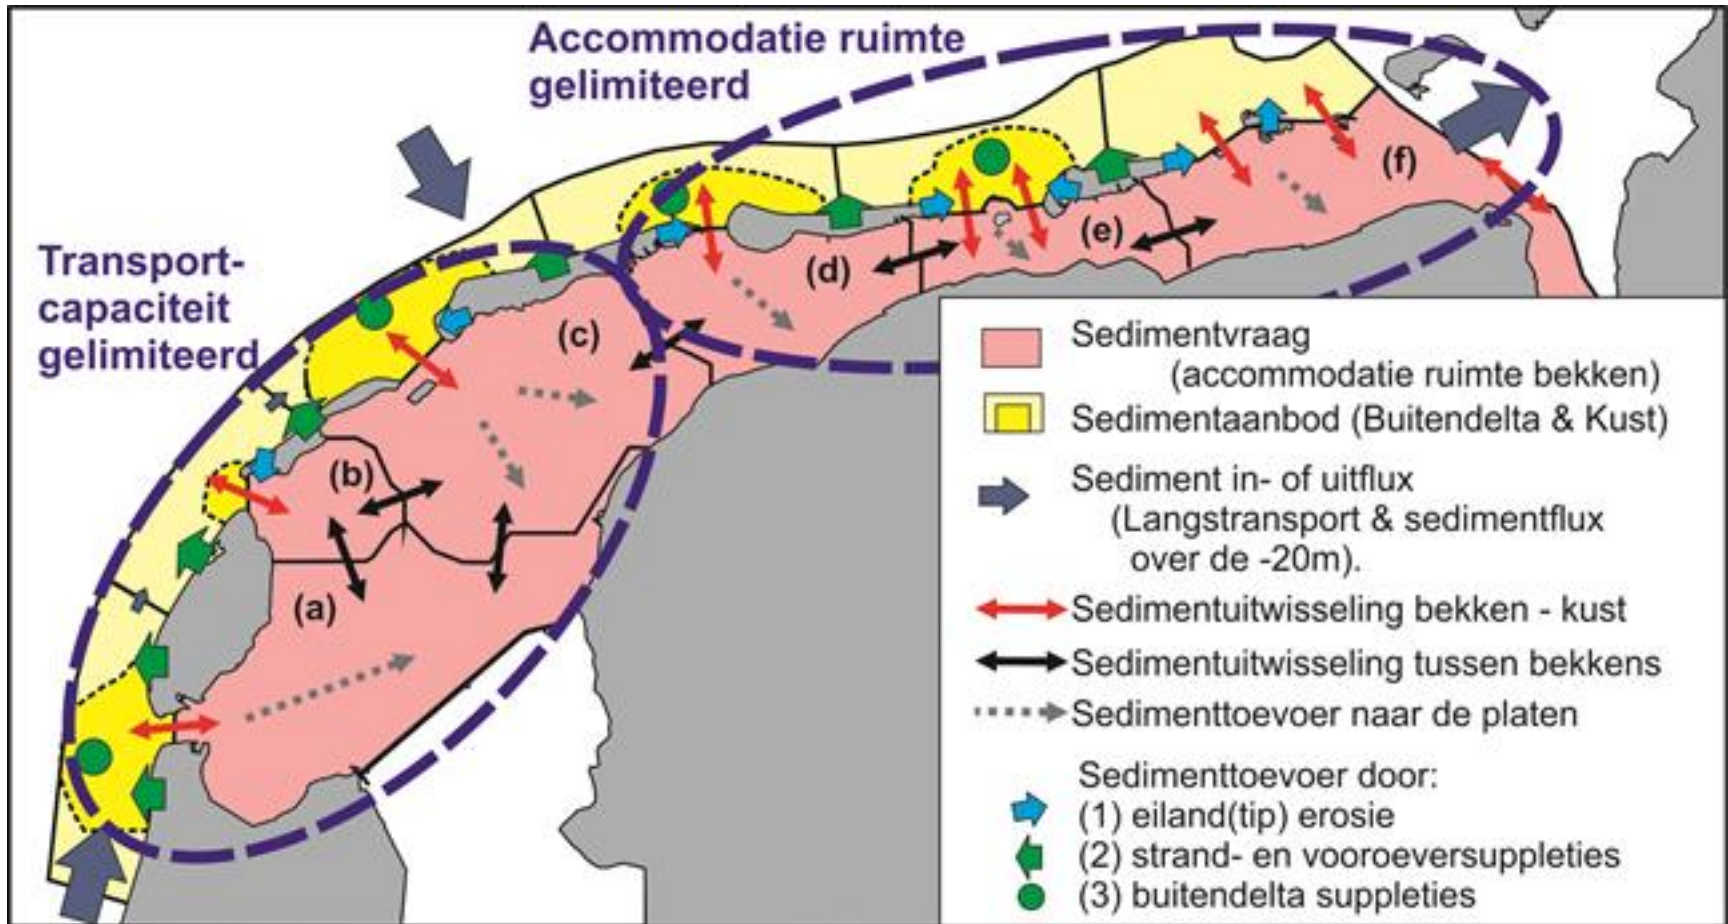 Accommodatie ruimte
gelimiteerd
Transport-
capaciteit
gelimiteerd
(a)
(b)
(c)
(d)
(e)
(f)
Sedimentvraag
(accommodatie ruimte bekken)
Sedimentaanbod (Buitendelta & Kust)
Sediment in- of uitflux
(Langstransport & sedimentflux
over de -20m).
Sedimentuitwisseling bekken - kust
Sedimentuitwisseling tussen bekkens
Sedimenttoevoer naar de platen
Sedimenttoevoer door:
(1) eiland(tip) erosie
(2) strand- en vooroeversuppleties
(3) buitendelta suppleties